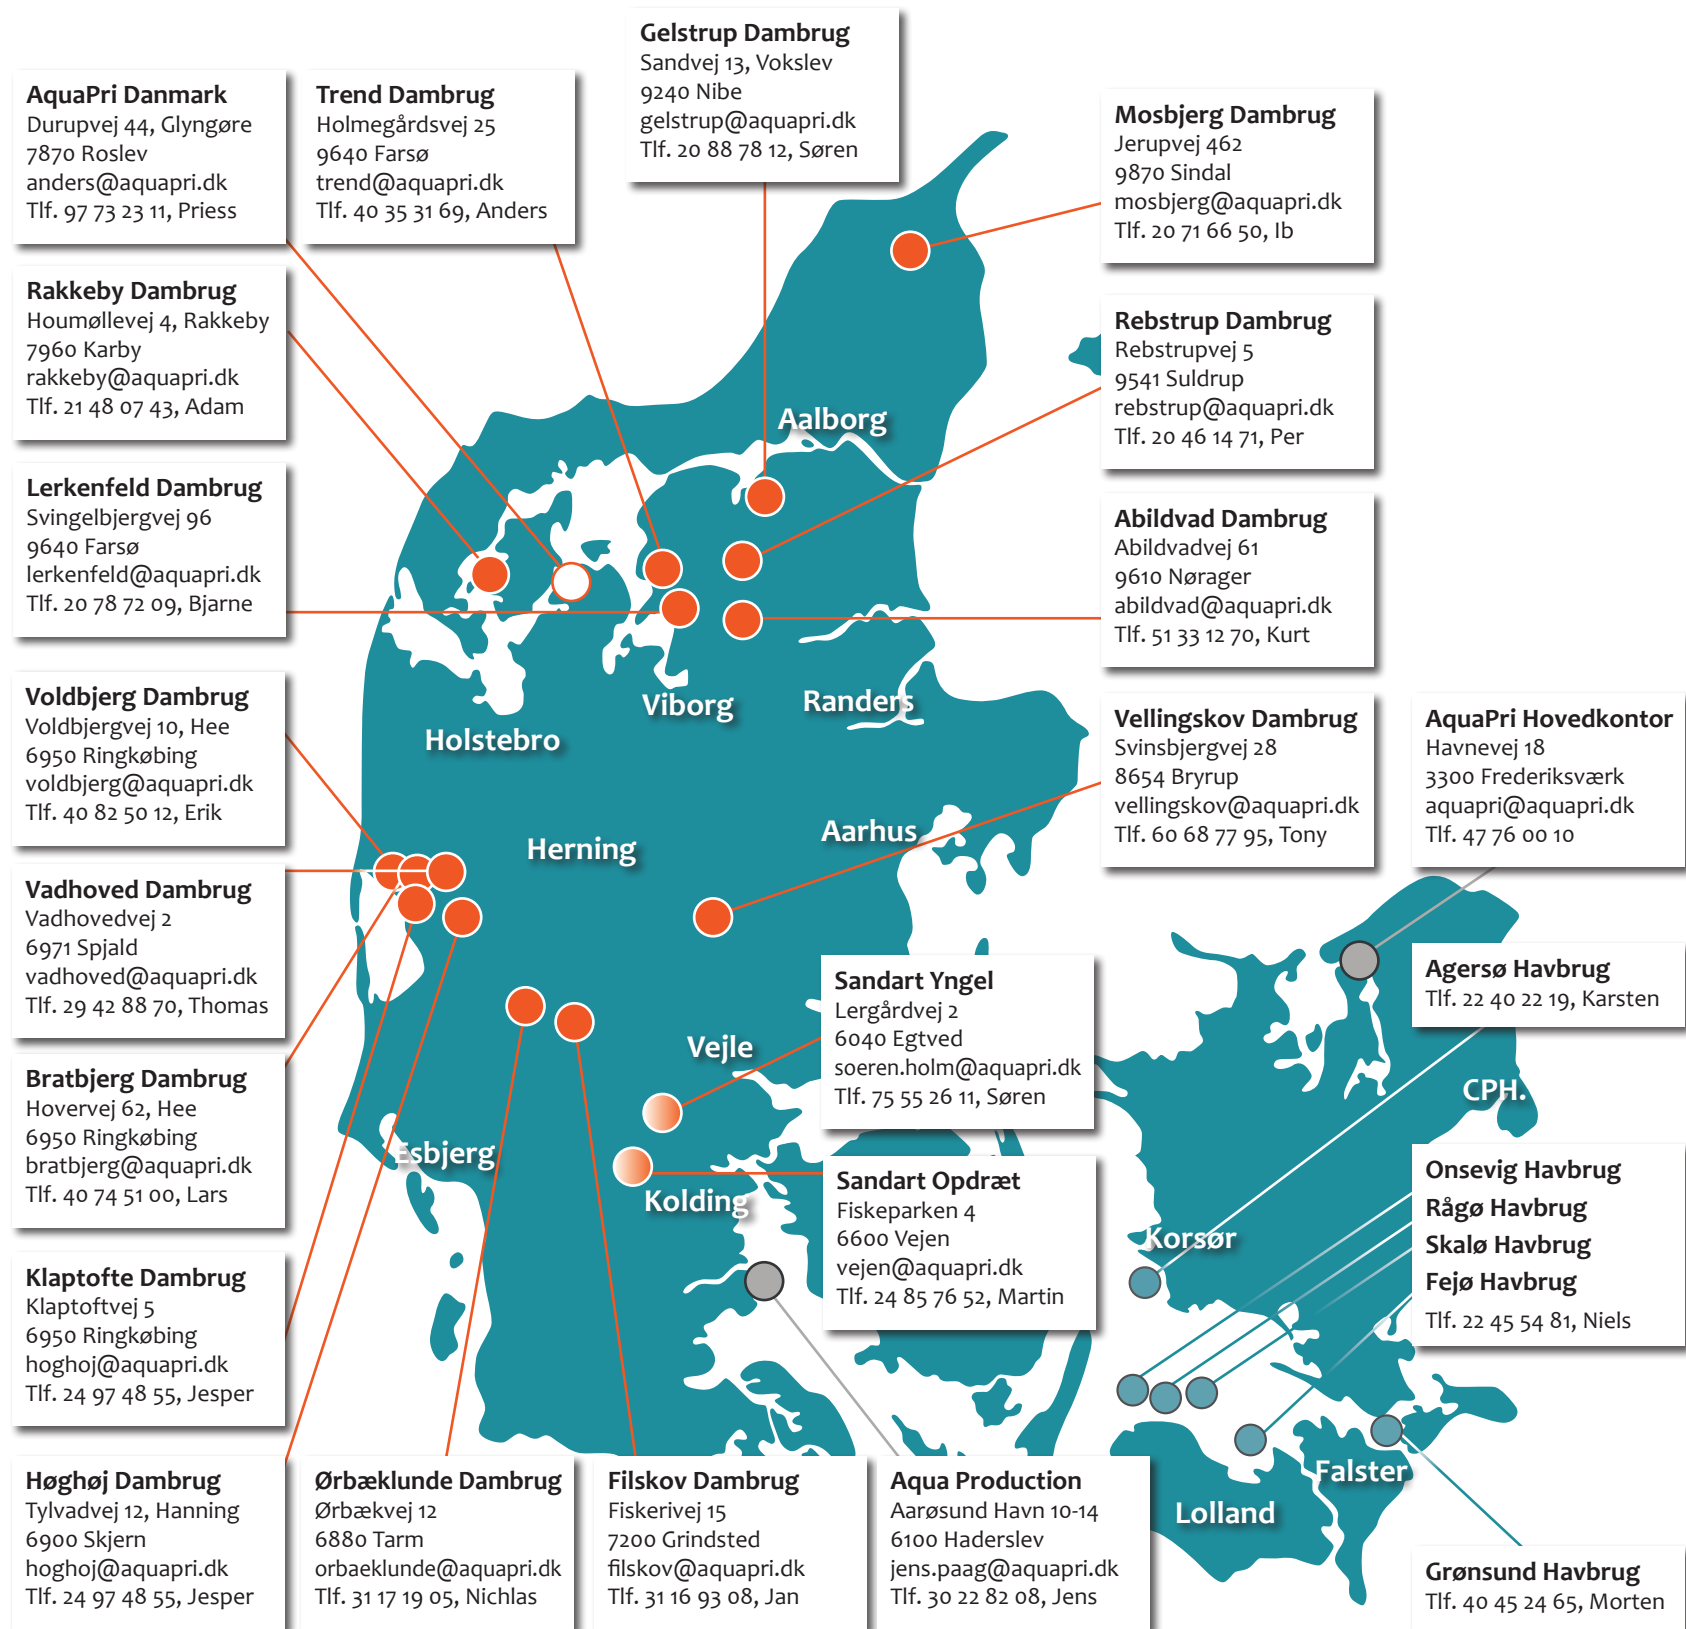 Gelstrup Dambrug
Sandvej 13, Vokslev
9240 Nibe
gelstrup@aquapri.dk
Tlf. 20 88 78 12, Søren
AquaPri Danmark
Durupvej 44, Glyngøre
7870 Roslev
anders@aquapri.dk
Tlf. 97 73 23 11, Priess
Trend Dambrug
Holmegårdsvej 25
9640 Farsø
trend@aquapri.dk
Tlf. 40 35 31 69, Anders
Mosbjerg Dambrug
Jerupvej 462
9870 Sindal
mosbjerg@aquapri.dk
Tlf. 20 71 66 50, Ib
Rakkeby Dambrug
Houmøllevej 4, Rakkeby
7960 Karby
rakkeby@aquapri.dk
Tlf. 21 48 07 43, Adam
Rebstrup Dambrug
Rebstrupvej 5
9541 Suldrup
rebstrup@aquapri.dk
Tlf. 20 46 14 71, Per
Aalborg
Lerkenfeld Dambrug
Svingelbjergvej 96
9640 Farsø
lerkenfeld@aquapri.dk
Tlf. 20 78 72 09, Bjarne
Abildvad Dambrug
Abildvadvej 61
9610 Nørager
abildvad@aquapri.dk
Tlf. 51 33 12 70, Kurt
Voldbjerg Dambrug
Voldbjergvej 10, Hee
6950 Ringkøbing
voldbjerg@aquapri.dk
Tlf. 40 82 50 12, Erik
Viborg
Randers
Holstebro
Vellingskov Dambrug
Svinsbjergvej 28
8654 Bryrup
vellingskov@aquapri.dk
Tlf. 60 68 77 95, Tony
AquaPri Hovedkontor
Havnevej 18
3300 Frederiksværk
aquapri@aquapri.dk
Tlf. 47 76 00 10
Aarhus
Herning
Vadhoved Dambrug
Vadhovedvej 2
6971 Spjald
vadhoved@aquapri.dk
Tlf. 29 42 88 70, Thomas
Sandart Yngel
Lergårdvej 2
6040 Egtved
soeren.holm@aquapri.dk
Tlf. 75 55 26 11, Søren
Agersø Havbrug
Tlf. 22 40 22 19, Karsten
Vejle
CPH.
Bratbjerg Dambrug
Hovervej 62, Hee
6950 Ringkøbing
bratbjerg@aquapri.dk
Tlf. 40 74 51 00, Lars
Esbjerg
Kolding
Sandart Opdræt
Fiskeparken 4
6600 Vejen
vejen@aquapri.dk
Tlf. 24 85 76 52, Martin
Korsør
Onsevig Havbrug
Rågø Havbrug
Skalø Havbrug
Fejø Havbrug
Tlf. 22 45 54 81, Niels
Klaptofte Dambrug
Klaptoftvej 5
6950 Ringkøbing
hoghoj@aquapri.dk
Tlf. 24 97 48 55, Jesper
Høghøj Dambrug
Tylvadvej 12, Hanning
6900 Skjern
hoghoj@aquapri.dk
Tlf. 24 97 48 55, Jesper
Ørbæklunde Dambrug
Ørbækvej 12
6880 Tarm
orbaeklunde@aquapri.dk
Tlf. 31 17 19 05, Nichlas
Filskov Dambrug
Fiskerivej 15
7200 Grindsted
filskov@aquapri.dk
Tlf. 31 16 93 08, Jan
Aqua Production
Aarøsund Havn 10-14
6100 Haderslev
jens.paag@aquapri.dk
Tlf. 30 22 82 08, Jens
Falster
Lolland
Grønsund Havbrug
Tlf. 40 45 24 65, Morten